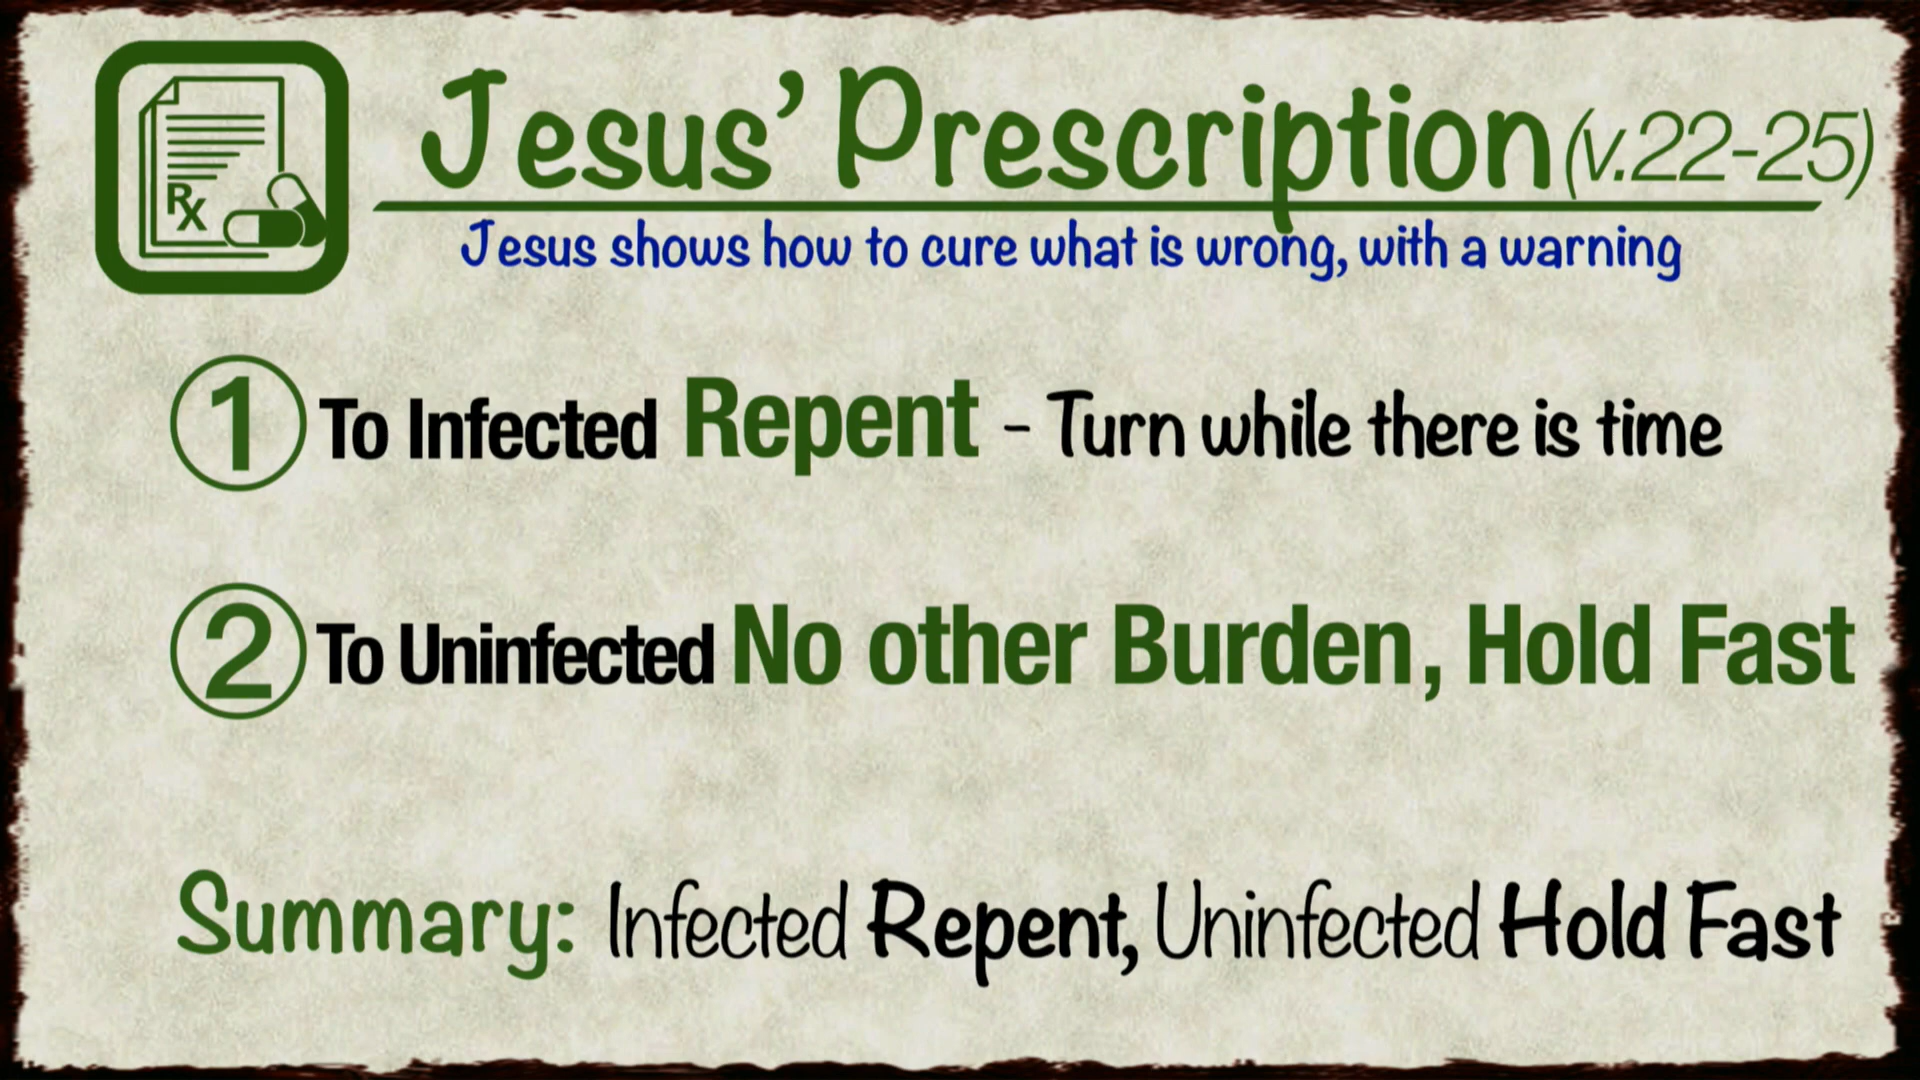 Jesus' Prescription (v.22-25)
Jesus shows how to cure what is wrong, with a warning
Rx
1 To Infected Repent - Turn while there is time
2 To Uninfected No other Burden, Hold Fast
Summary: Infected Repent, Uninfected Hold Fast